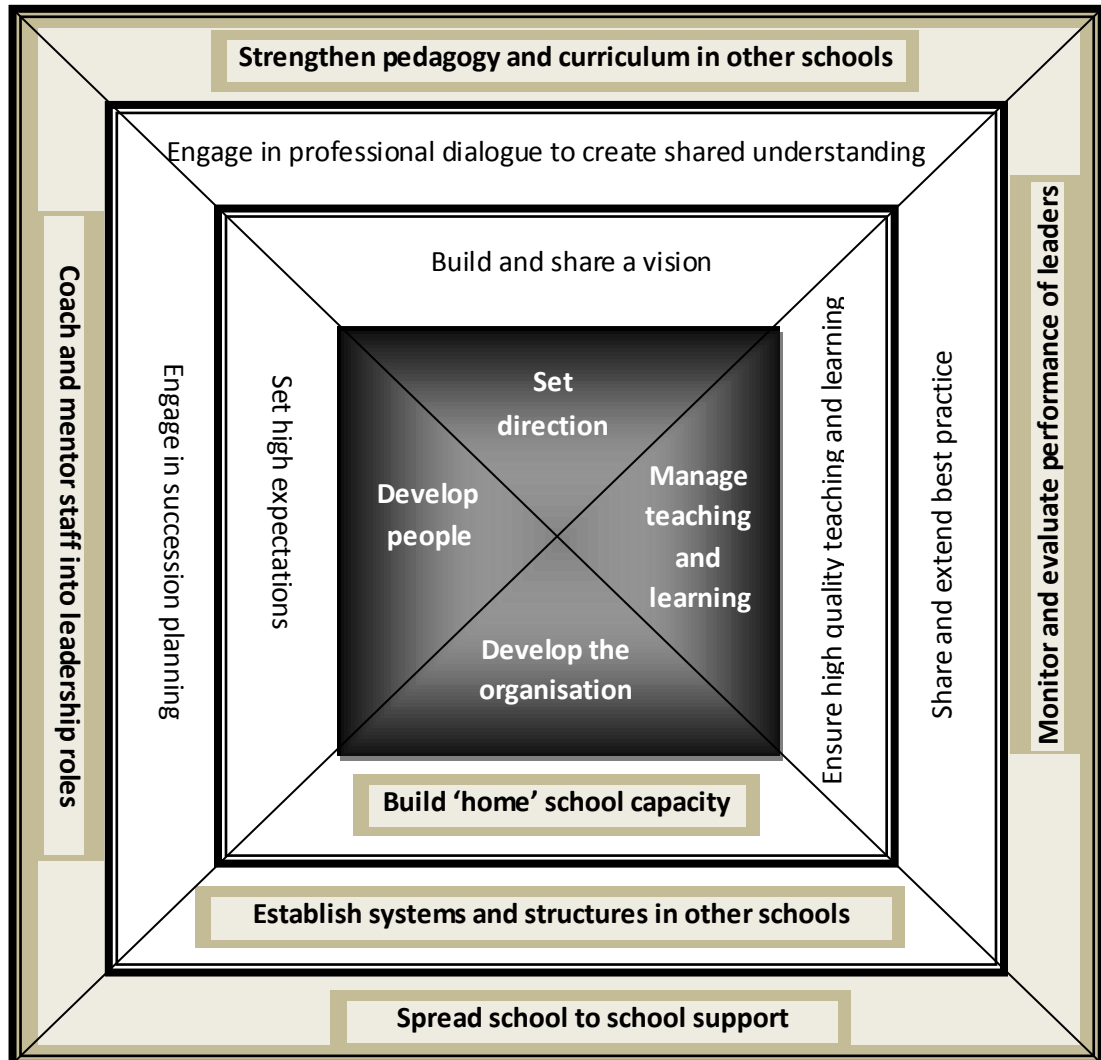 Strengthen pedagogy and curriculum in other schools
Engage in professional dialogue to create shared understanding
Build and share a vision
Coach and mentor staff into leadership roles
Engage in succession planning
Set high expectations
Set
direction
Develop
people
Manage
teaching
and
learning
Develop the
organisation
Ensure high quality teaching and learning
Share and extend best practice
Monitor and evaluate performance of leaders
Build ‘home’ school capacity
Establish systems and structures in other schools
Spread school to school support